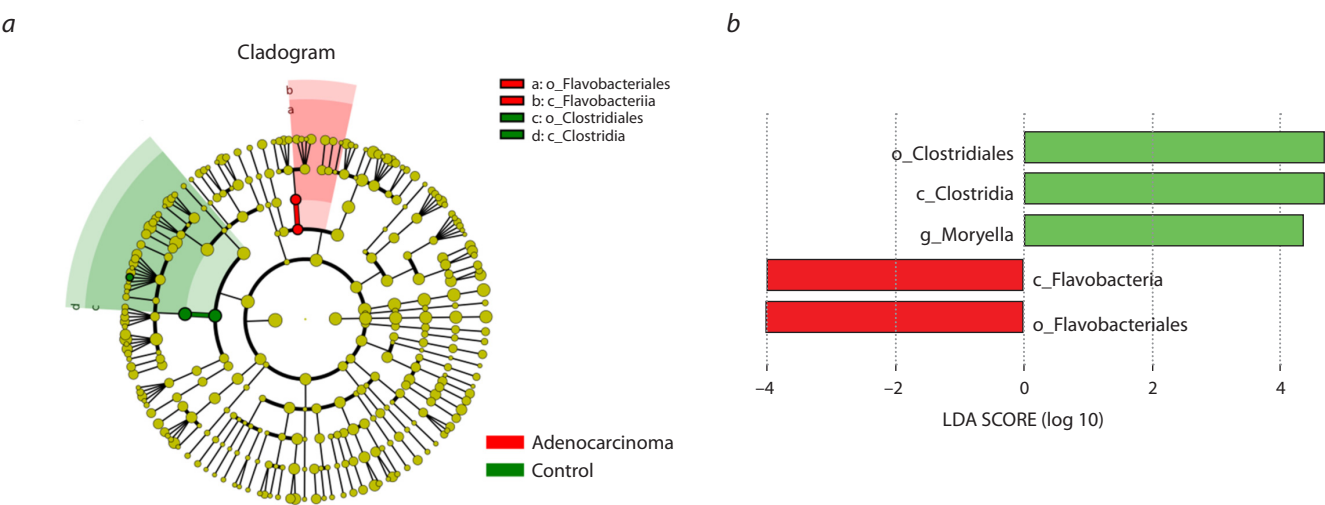 a
Cladogram
b
a
d
c
a: o_Flavobacteriales
b: c_Flavobacteriia
c: o_Clostridiales
d: c_Clostridia
Adenocarcinoma
Control
b
o_Clostridiales
c_Clostridia
g_Moryella
c_Flavobacteria
o_Flavobacteriales
–4 –2 0 2 4
LDA SCORE (log 10)